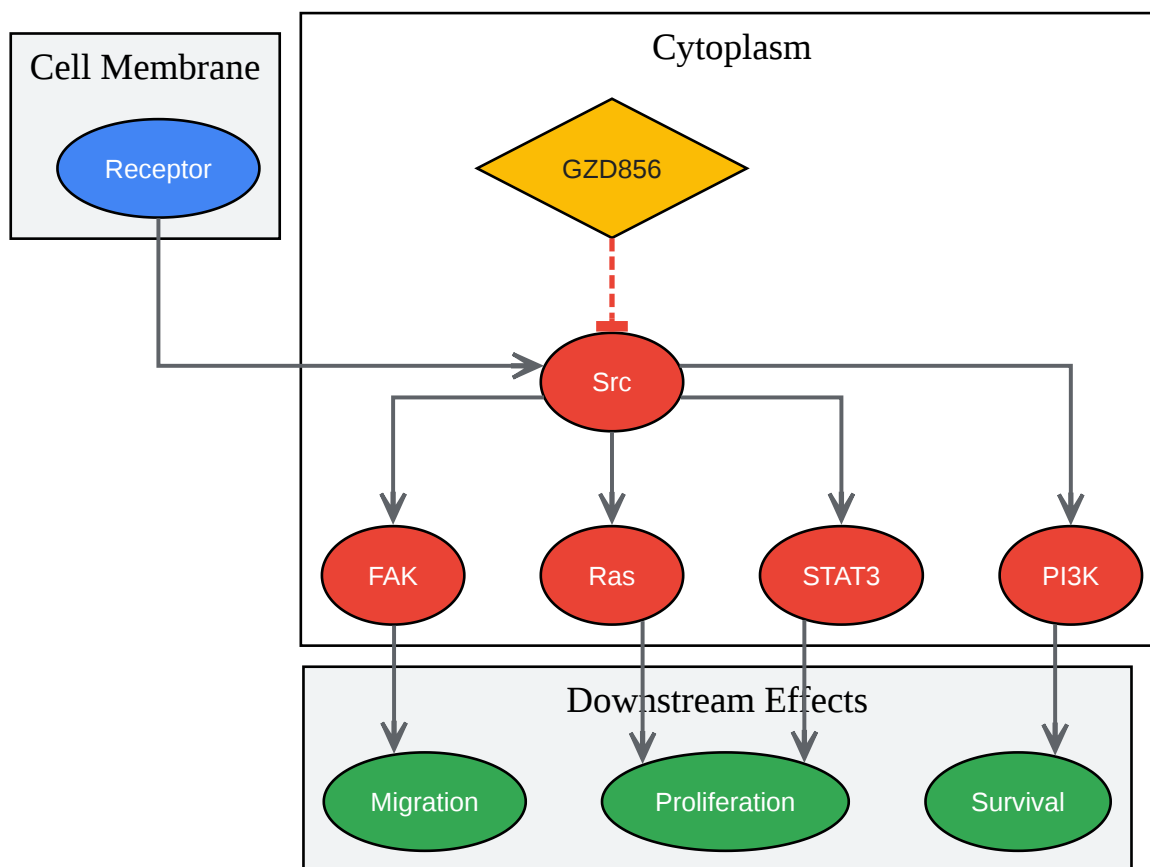 Cell Membrane
Cytoplasm
Receptor
GZD856
Src
FAK
Ras
STAT3
PI3K
Downstream Effects
Migration
Proliferation
Survival